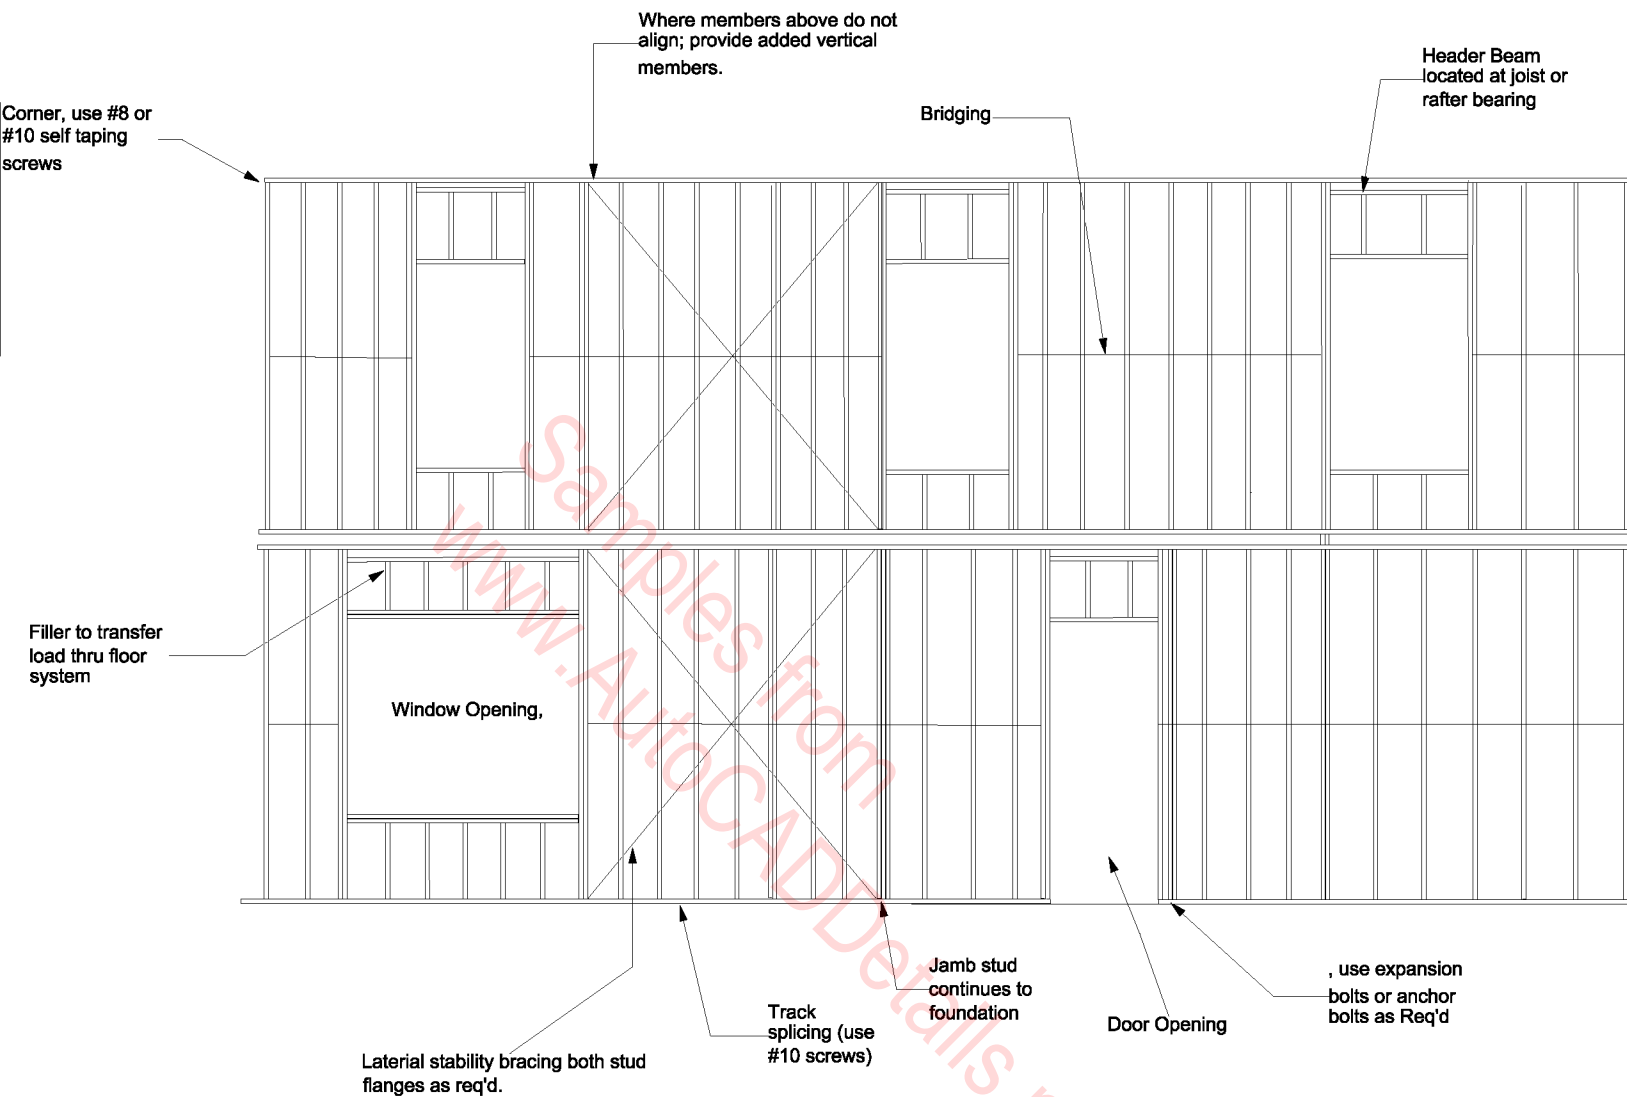 Where members above do not
align; provide added vertical
members.
Header Beam
located at joist or
rafter bearing
Corner, use #8 or
#10 self taping
screws
Bridging
Filler to transfer
load thru floor
system
Window Opening,
Samples from
www.AutoCADDetails.n
Jamb stud
continues to
foundation
, use expansion
bolts or anchor
bolts as Req'd
Track
splicing (use
#10 screws)
Door Opening
Laterial stability bracing both stud
flanges as req'd.